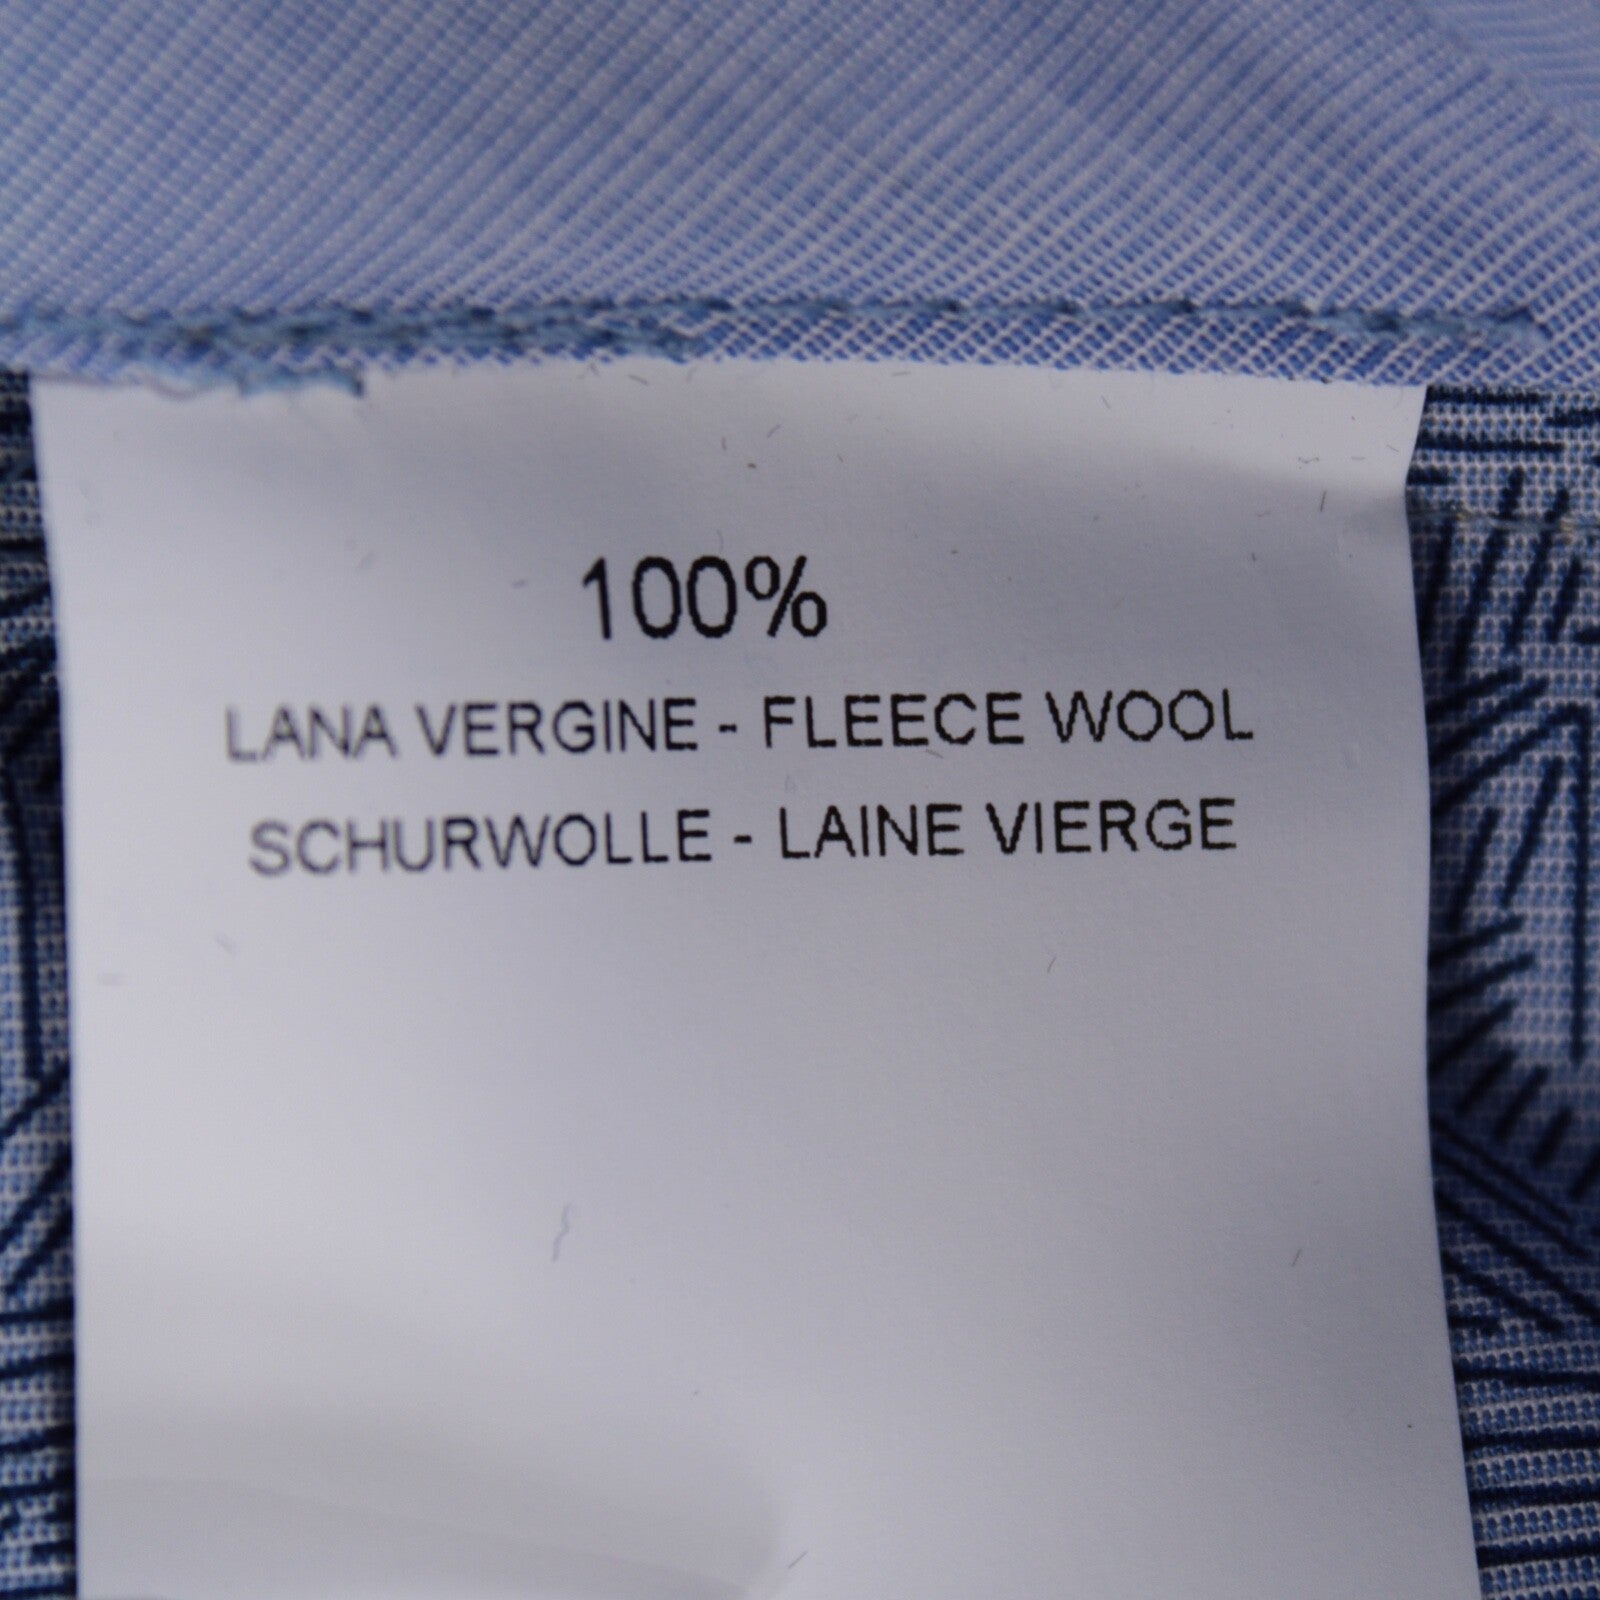 100%
LANA VERGINE - FLEECE WOOL
SCHURWOLLE - LAINE VIERGE